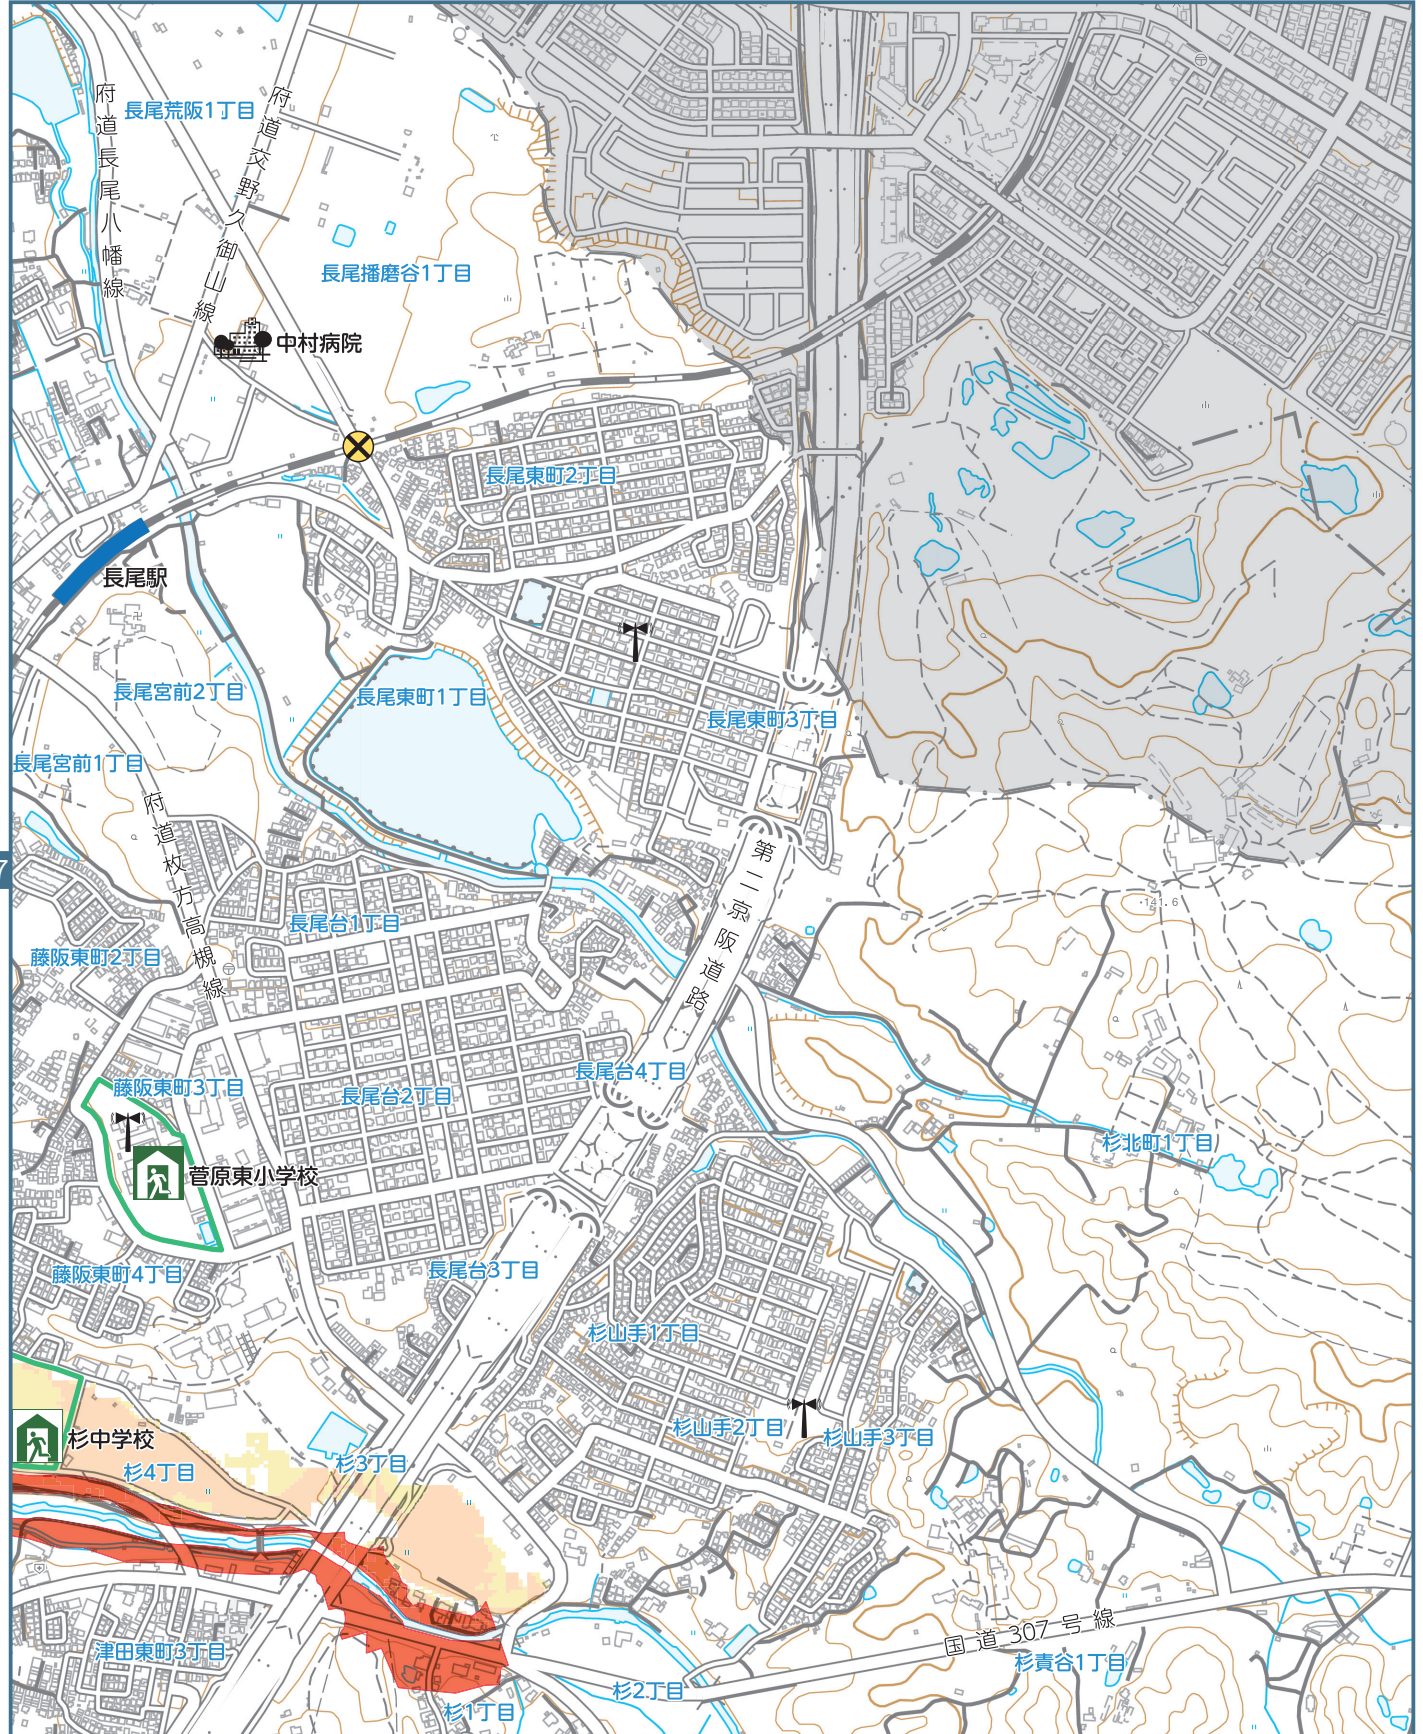 府道長尾八幡線
長尾荒阪1丁目
府道交野久御山線
長尾播磨谷1丁目
中村病院
長尾東町2丁目
長尾駅
長尾宮前2丁目
長尾東町1丁目
長尾東町3丁目
長尾宮前1丁目
府道枚方高槻線
7
第二京阪道路
141.6
長尾台1丁目
藤阪東町2丁目
長尾台4丁目
藤阪東町3丁目
長尾台2丁目
杉北町1丁目
菅原東小学校
藤阪東町4丁目
長尾台3丁目
杉山手1丁目
杉山手2丁目
杉山手3丁目
杉中学校
杉4丁目
杉3丁目
国道307号線
津田東町3丁目
杉責谷1丁目
杉2丁目
杉1丁目